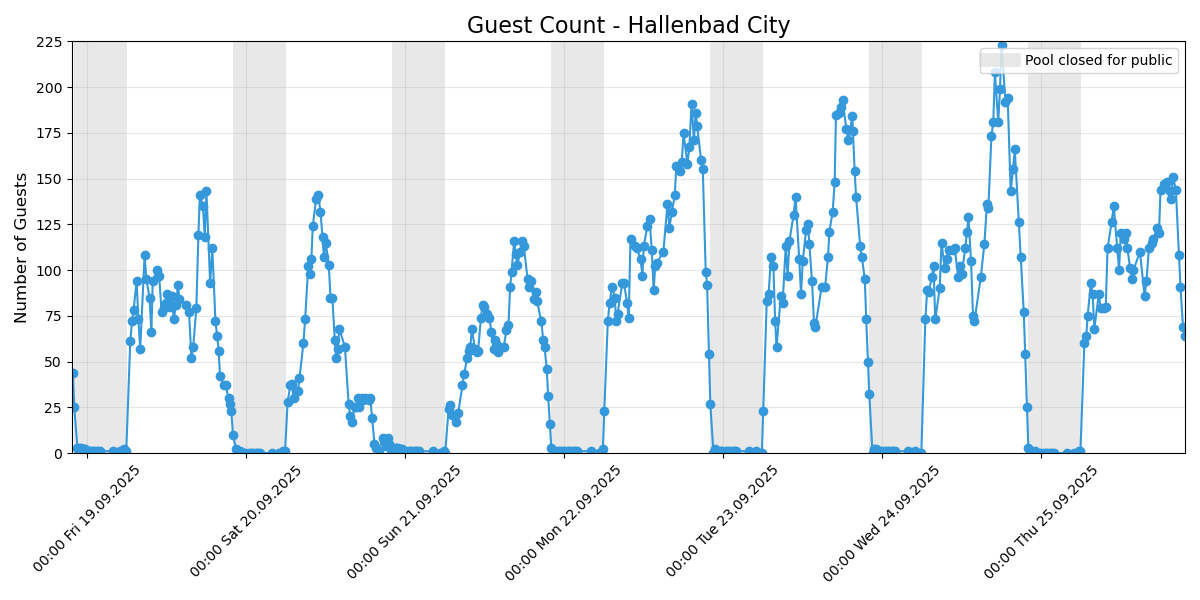 Guest Count - Hallenbad City
Number of Guests
225
200
175
150
125
100
75
50
25
0
Pool closed for public
00:00 Fri 19.09.2025
00:00 Sat 20.09.2025
00:00 Sun 21.09.2025
00:00 Mon 22.09.2025
00:00 Tue 23.09.2025
00:00 Wed 24.09.2025
00:00 Thu 25.09.2025